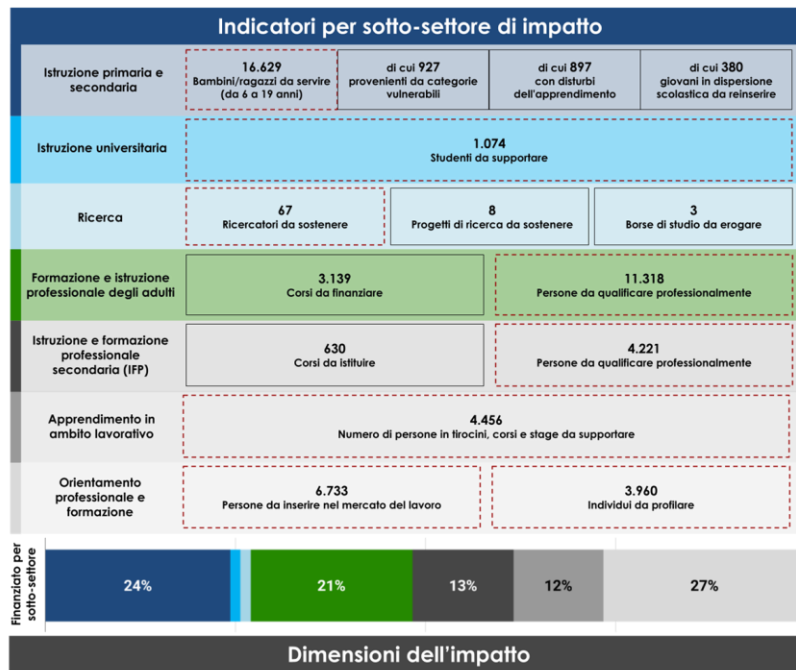 Indicatori per sotto-settore di impatto
Istruzione primaria e
secondaria
16.629
Bambini/ragazzi da servire
(da 6 a 19 anni)
di cui 927
provenienti da categorie
vulnerabili
di cui 897
con disturbi
dell'apprendimento
di cui 380
giovani in dispersione
scolastica da reinserire
Istruzione universitaria
1.074
Studenti da supportare
Ricerca
67
Ricercatori da sostenere
8
Progetti di ricerca da sostenere
3
Borse di studio da erogare
Formazione e istruzione
professionale degli adulti
3.139
Corsi da finanziare
11.318
Persone da qualificare professionalmente
Istruzione e formazione
professionale
secondaria (IFP)
630
Corsi da istituire
4.221
Persone da qualificare professionalmente
Apprendimento in
ambito lavorativo
4.456
Numero di persone in tirocini, corsi e stage da supportare
Orientamento
professionale e
formazione
6.733
Persone da inserire nel mercato del lavoro
3.960
Individui da profilare
Finanziato per
sotto-settore
24%
21%
13%
12%
27%
Dimensioni dell'impatto